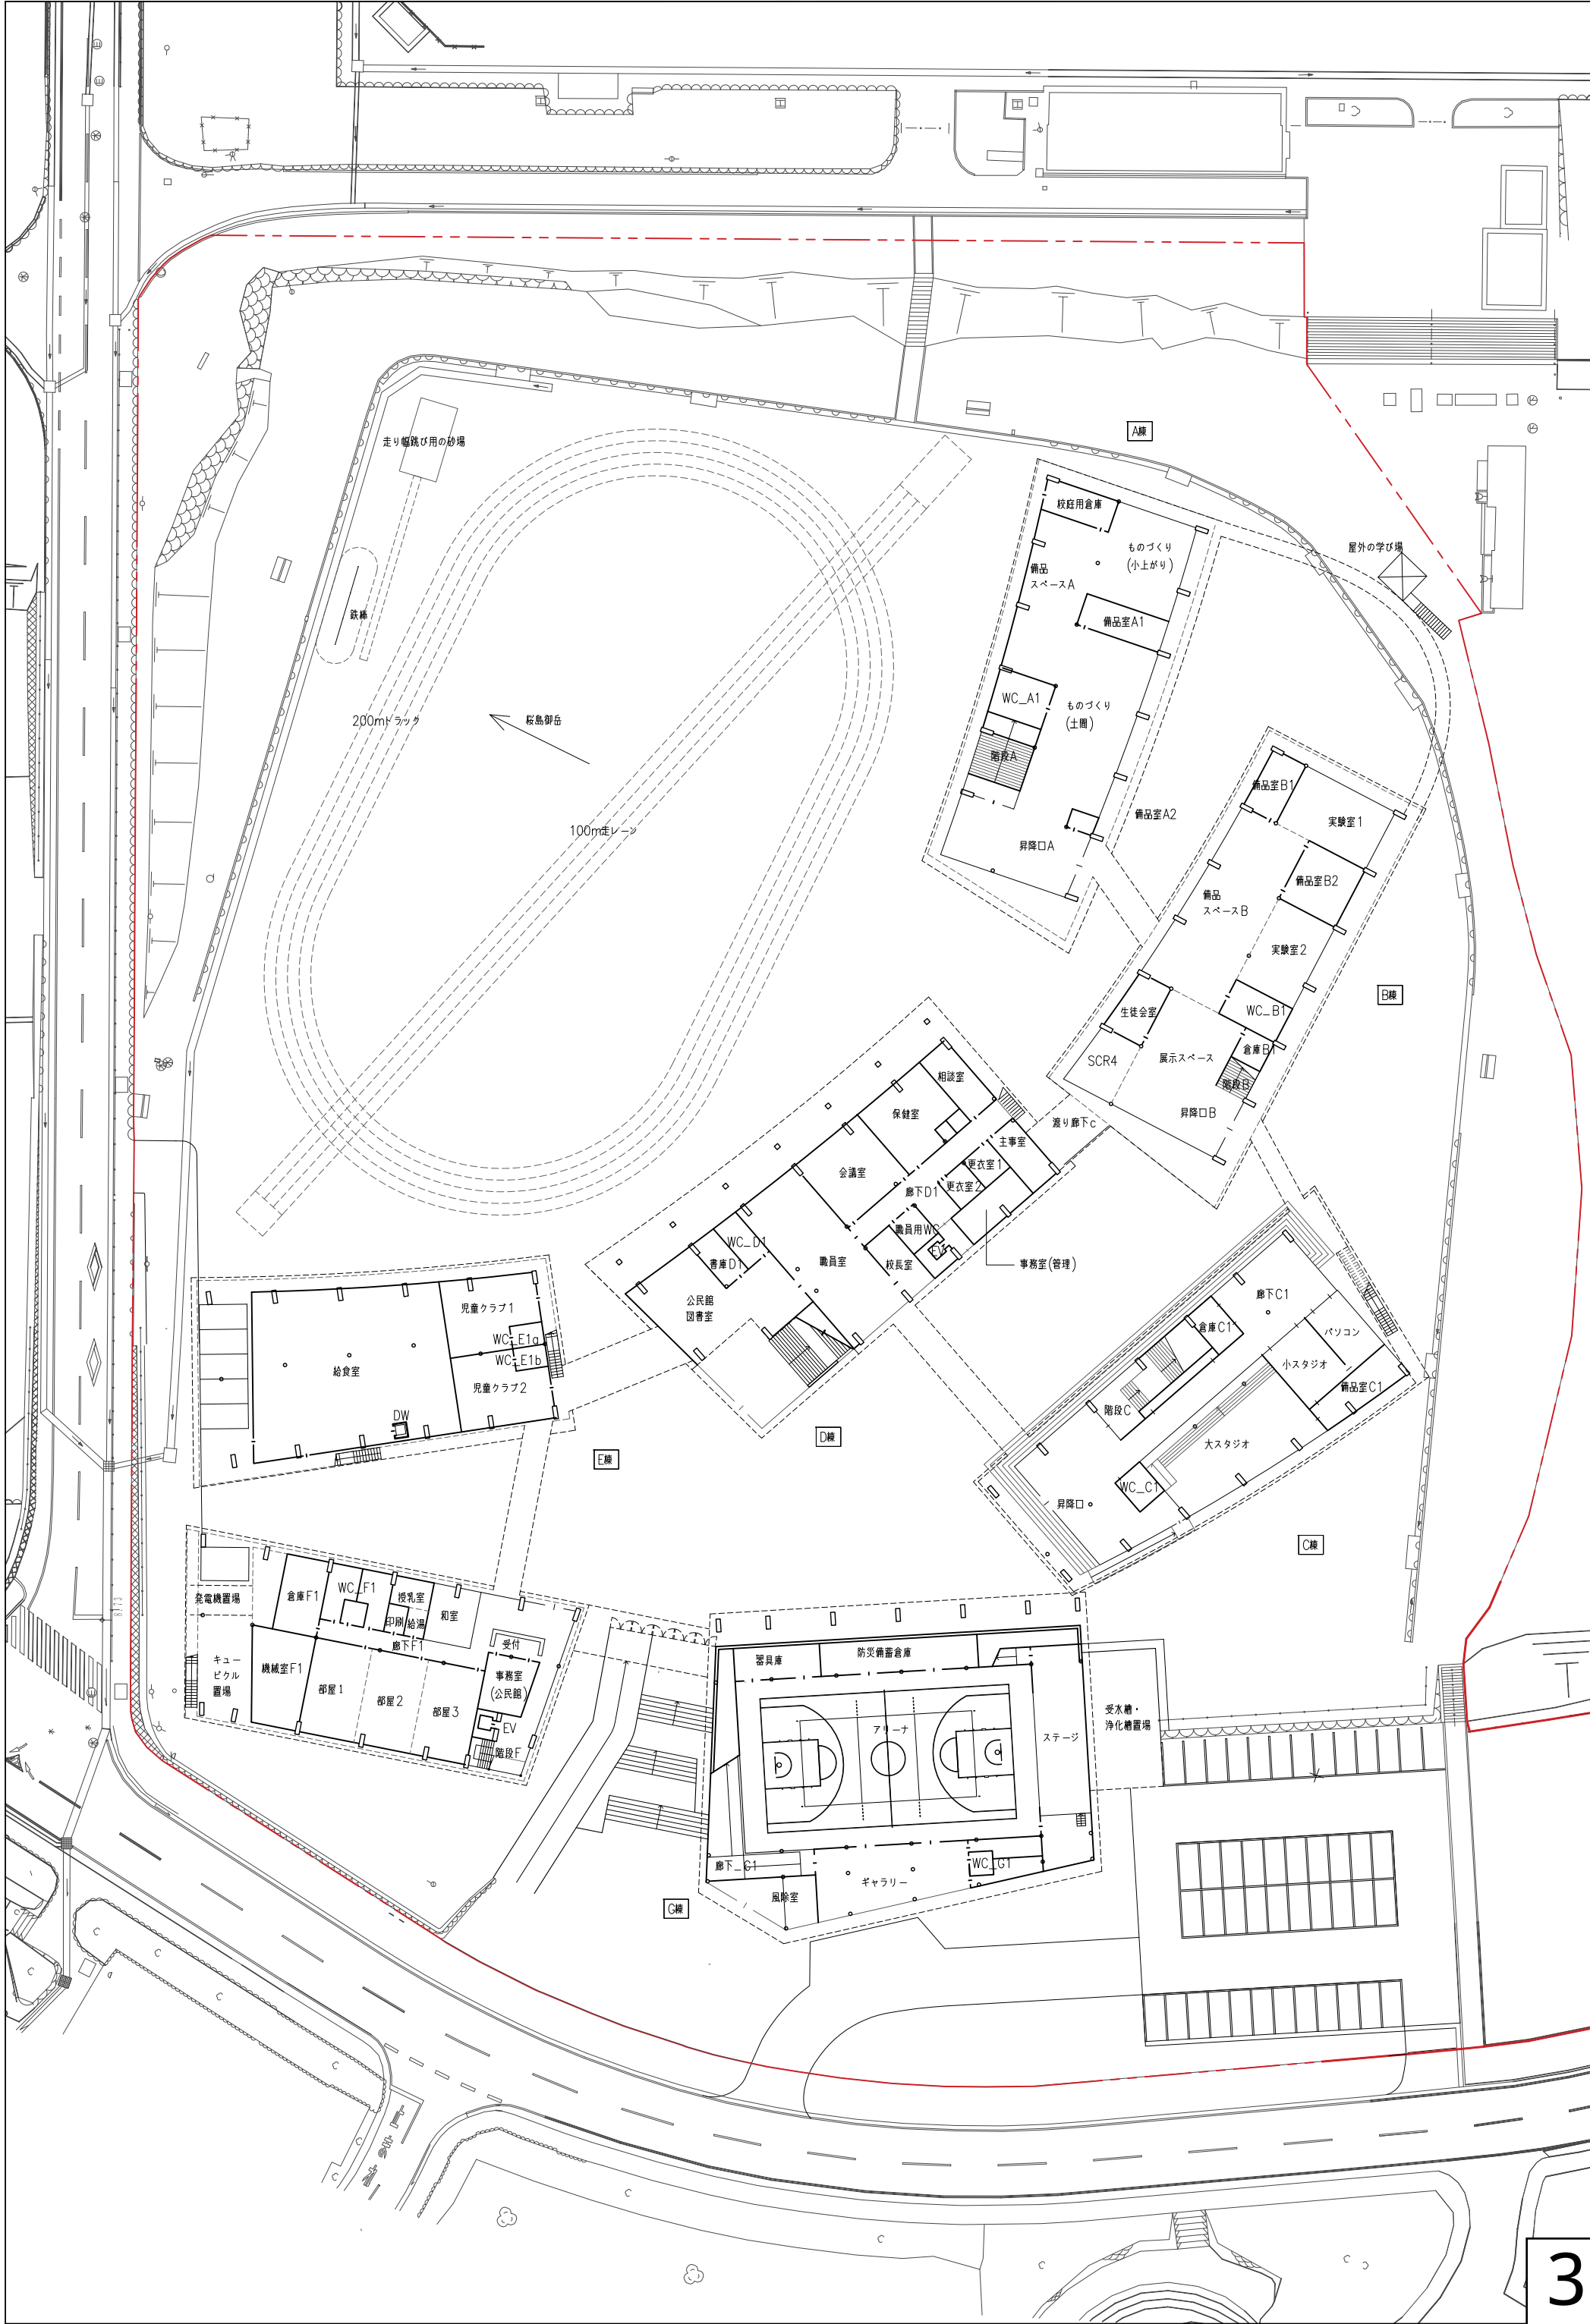 A棟
走り幅跳び用の砂場
校庭用倉庫
ものづくり
(小上がり)
屋外の学び場
備品
スペースA
鉄棒
備品室A1
WC_A1
ものづくり
(土間)
200mトラック
桜島御岳
階段A
備品室B1
備品室A2
実験室1
100m走レーン
昇降口A
備品室B2
備品
スペースB
実験室2
B棟
生徒会室
WC_B1
倉庫B1
展示スペース
SCR4
階段B
相談室
保健室
昇降口B
渡り廊下c
主事室
更衣室1
会議室
更衣室2
廊下D1
職員用WC
WC_D1
EV
書庫D1
職員室
校長室
事務室(管理)
公民館
図書室
廊下C1
児童クラブ1
倉庫C1
パソコン
WC_E1a
WC_E1b
給食室
小スタジオ
児童クラブ2
備品室C1
階段C
DW
D棟
大スタジオ
E棟
WC_C1
昇降口
C棟
発電機置場
倉庫F1
WC_F1
授乳室
和室
印刷
給湯
廊下F1
受付
キュー
ビクル
置場
機械室F1
部屋1
部屋2
部屋3
事務室
(公民館)
EV
階段F
器具庫
防災備蓄倉庫
アリーナ
ステージ
受水槽・
浄化槽置場
廊下_G1
ギャラリー
WC_G1
風除室
G棟
3